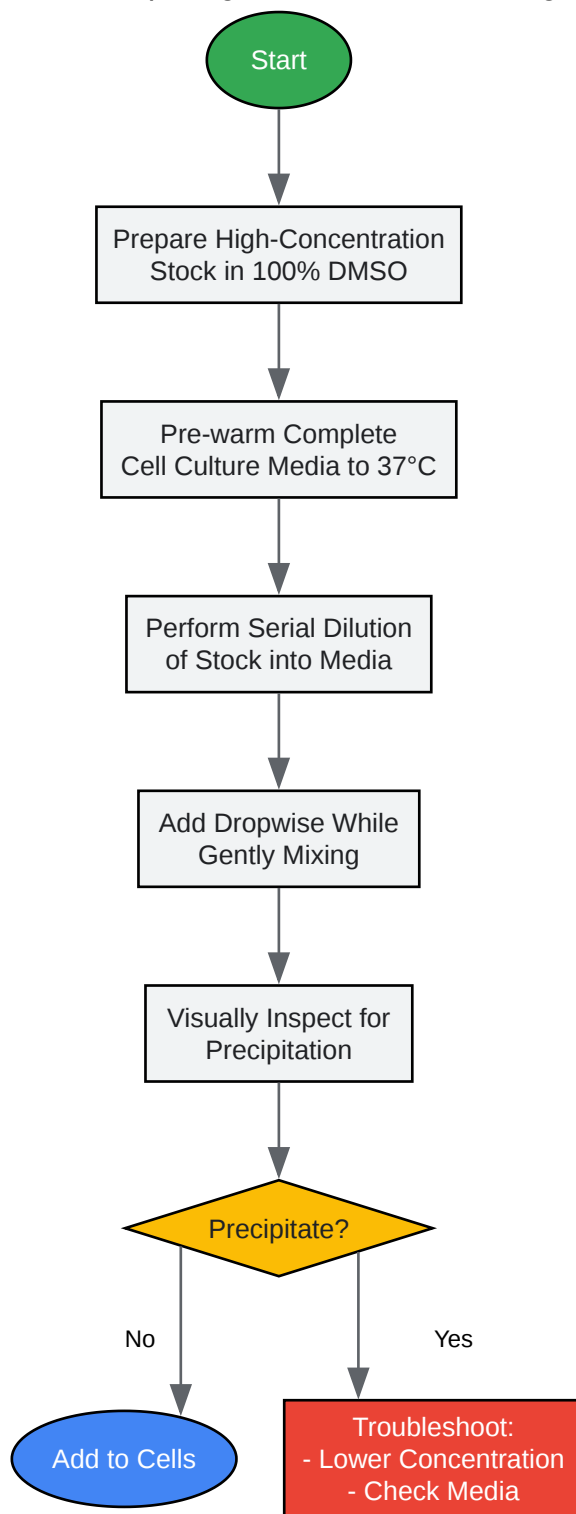 Start
Prepare High-Concentration
Stock in 100% DMSO
Pre-warm Complete
Cell Culture Media to 37°C
Perform Serial Dilution
of Stock into Media
Add Dropwise While
Gently Mixing
Visually Inspect for
Precipitation
Precipitate?
No
Yes
Add to Cells
Troubleshoot:
- Lower Concentration
- Check Media